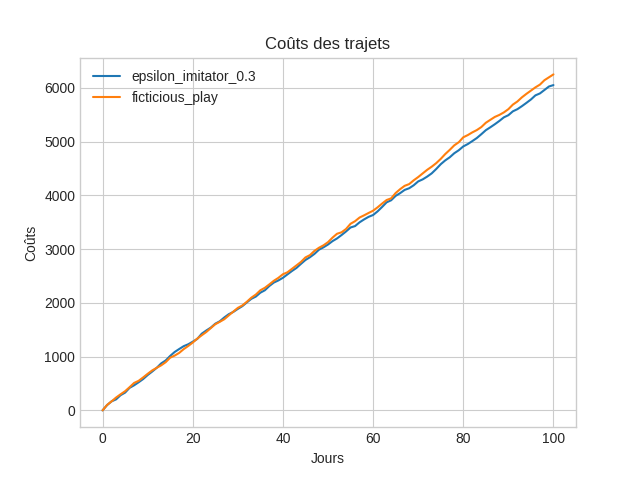 Coûts des trajets
epsilon_imitator_0.3
ficticious_play
6000
5000
4000
3000
2000
1000
0
Coûts
0 20 40 60 80 100
Jours